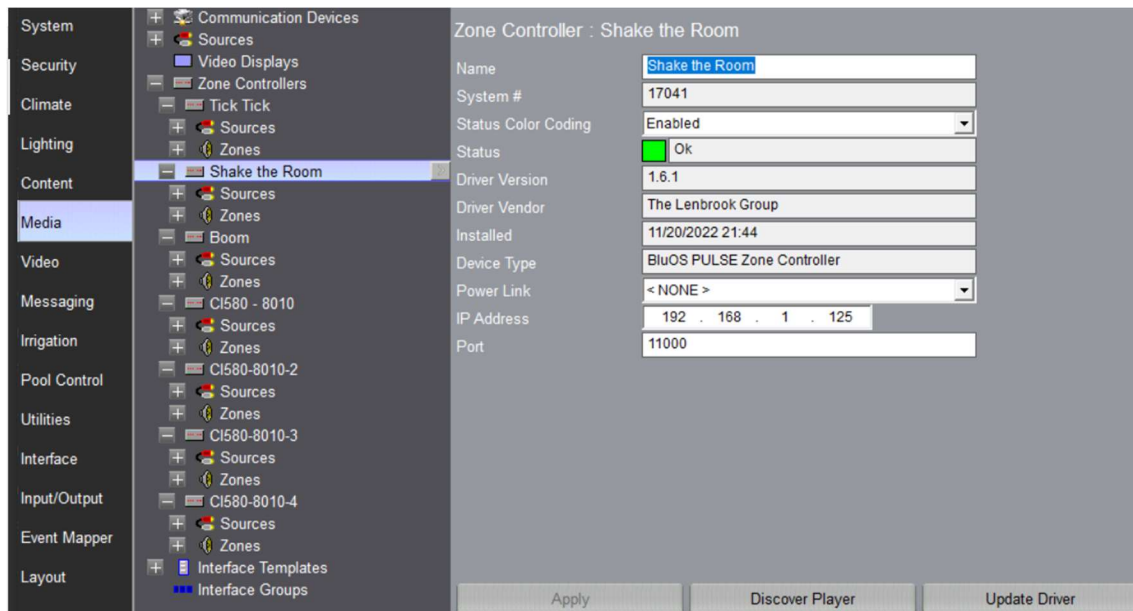 System
Security
Climate
Lighting
Content
Media
Video
Messaging
Irrigation
Pool Control
Utilities
Interface
Input/Output
Event Mapper
Layout
Communication Devices
Sources
Video Displays
Zone Controllers
Tick Tick
Sources
Zones
Shake the Room
Sources
Zones
Boom
Sources
Zones
CI580 - 8010
Sources
Zones
CI580-8010-2
Sources
Zones
CI580-8010-3
Sources
Zones
CI580-8010-4
Sources
Zones
Interface Templates
Interface Groups
Zone Controller : Shake the Room
Name Shake the Room
System # 17041
Status Color Coding Enabled
Status Ok
Driver Version 1.6.1
Driver Vendor The Lenbrook Group
Installed 11/20/2022 21:44
Device Type BluOS PULSE Zone Controller
Power Link < NONE >
IP Address 192 . 168 . 1 . 125
Port 11000
Apply Discover Player Update Driver